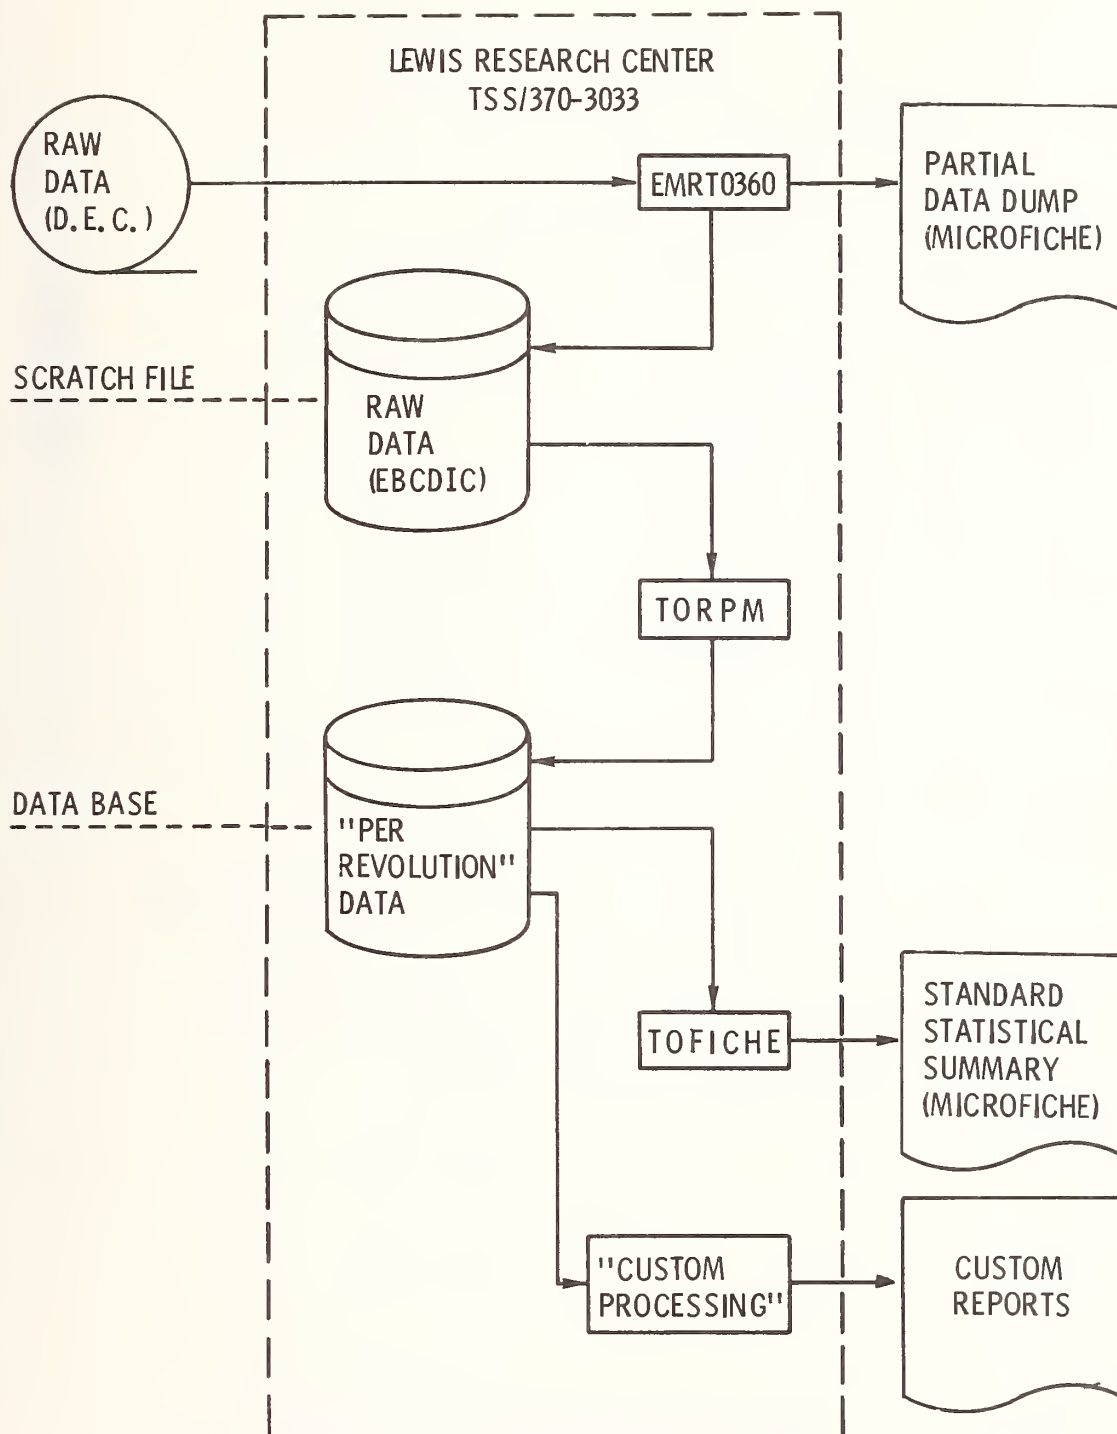 LEWIS RESEARCH CENTER
TSS/370-3033
RAW
DATA
(D.E.C.)
EMRT0360
PARTIAL
DATA DUMP
(MICROFICHE)
SCRATCH FILE
RAW
DATA
(EBCDIC)
TORPM
DATA BASE
"PER
REVOLUTION"
DATA
TOFICHE
STANDARD
STATISTICAL
SUMMARY
(MICROFICHE)
"CUSTOM
PROCESSING"
CUSTOM
REPORTS